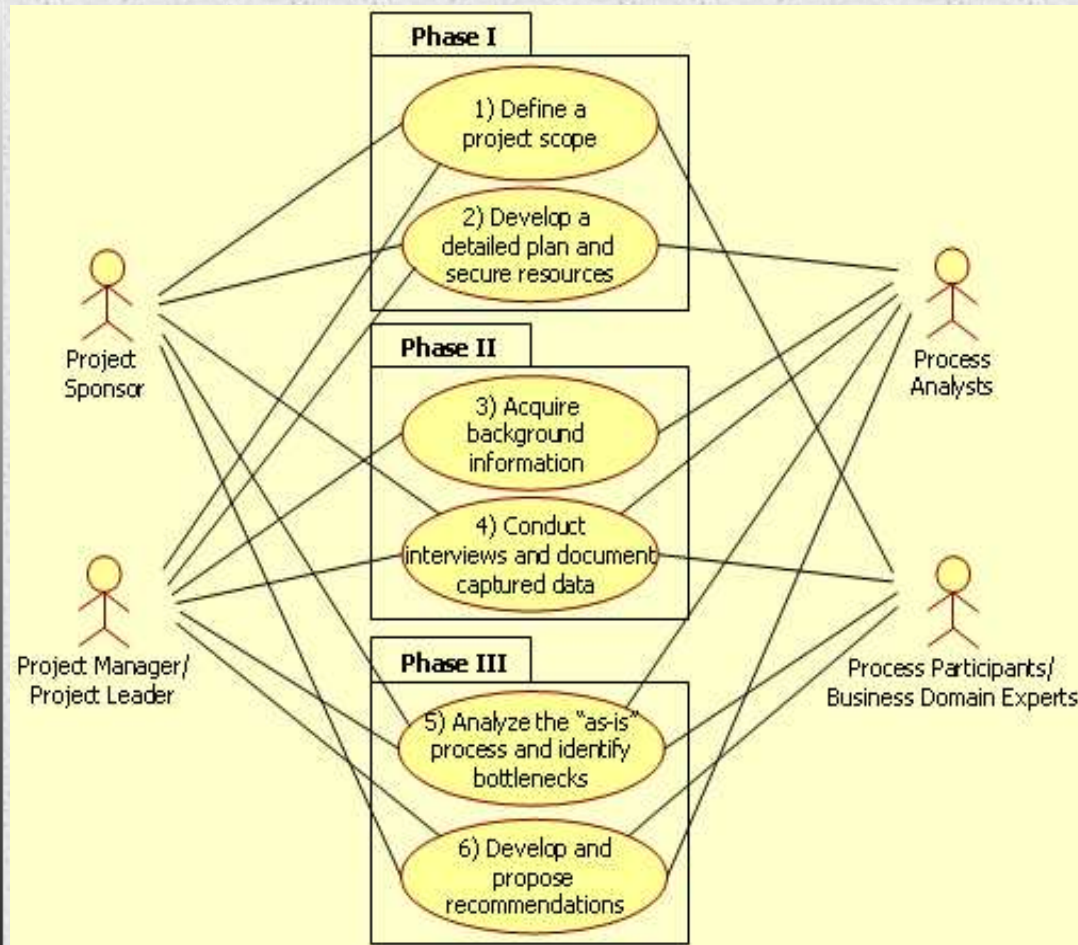 Phase I
1) Define a
project scope
2) Develop a
detailed plan and
secure resources
Project
Sponsor
Process
Analysts
Phase II
3) Acquire
background
information
4) Conduct
interviews and document
captured data
Project Manager/
Project Leader
Process Participants/
Business Domain Experts
Phase III
5) Analyze the “as-is”
process and identify
bottlenecks
6) Develop and
propose
recommendations